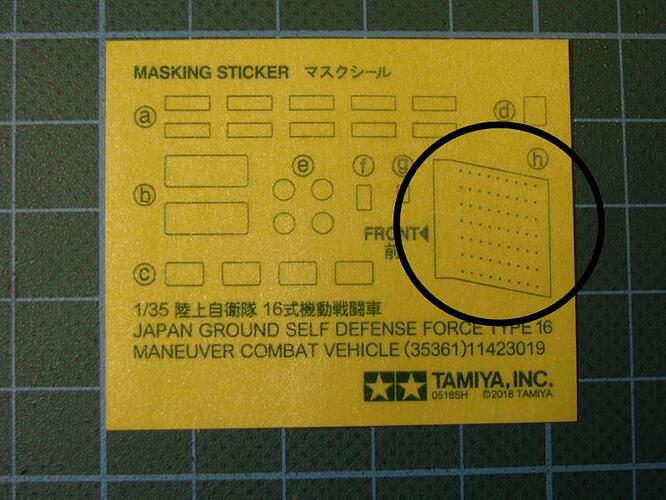 MASKING STICKER マスクシール
a
d
h
e f g
b
FRONT
前
c
1/35 陸上自衛隊 16式機動戦闘車
JAPAN GROUND SELF DEFENSE FORCE TYPE 16
MANEUVER COMBAT VEHICLE (35361)11423019
TAMIYA, INC.
0518SH ©2018 TAMIYA